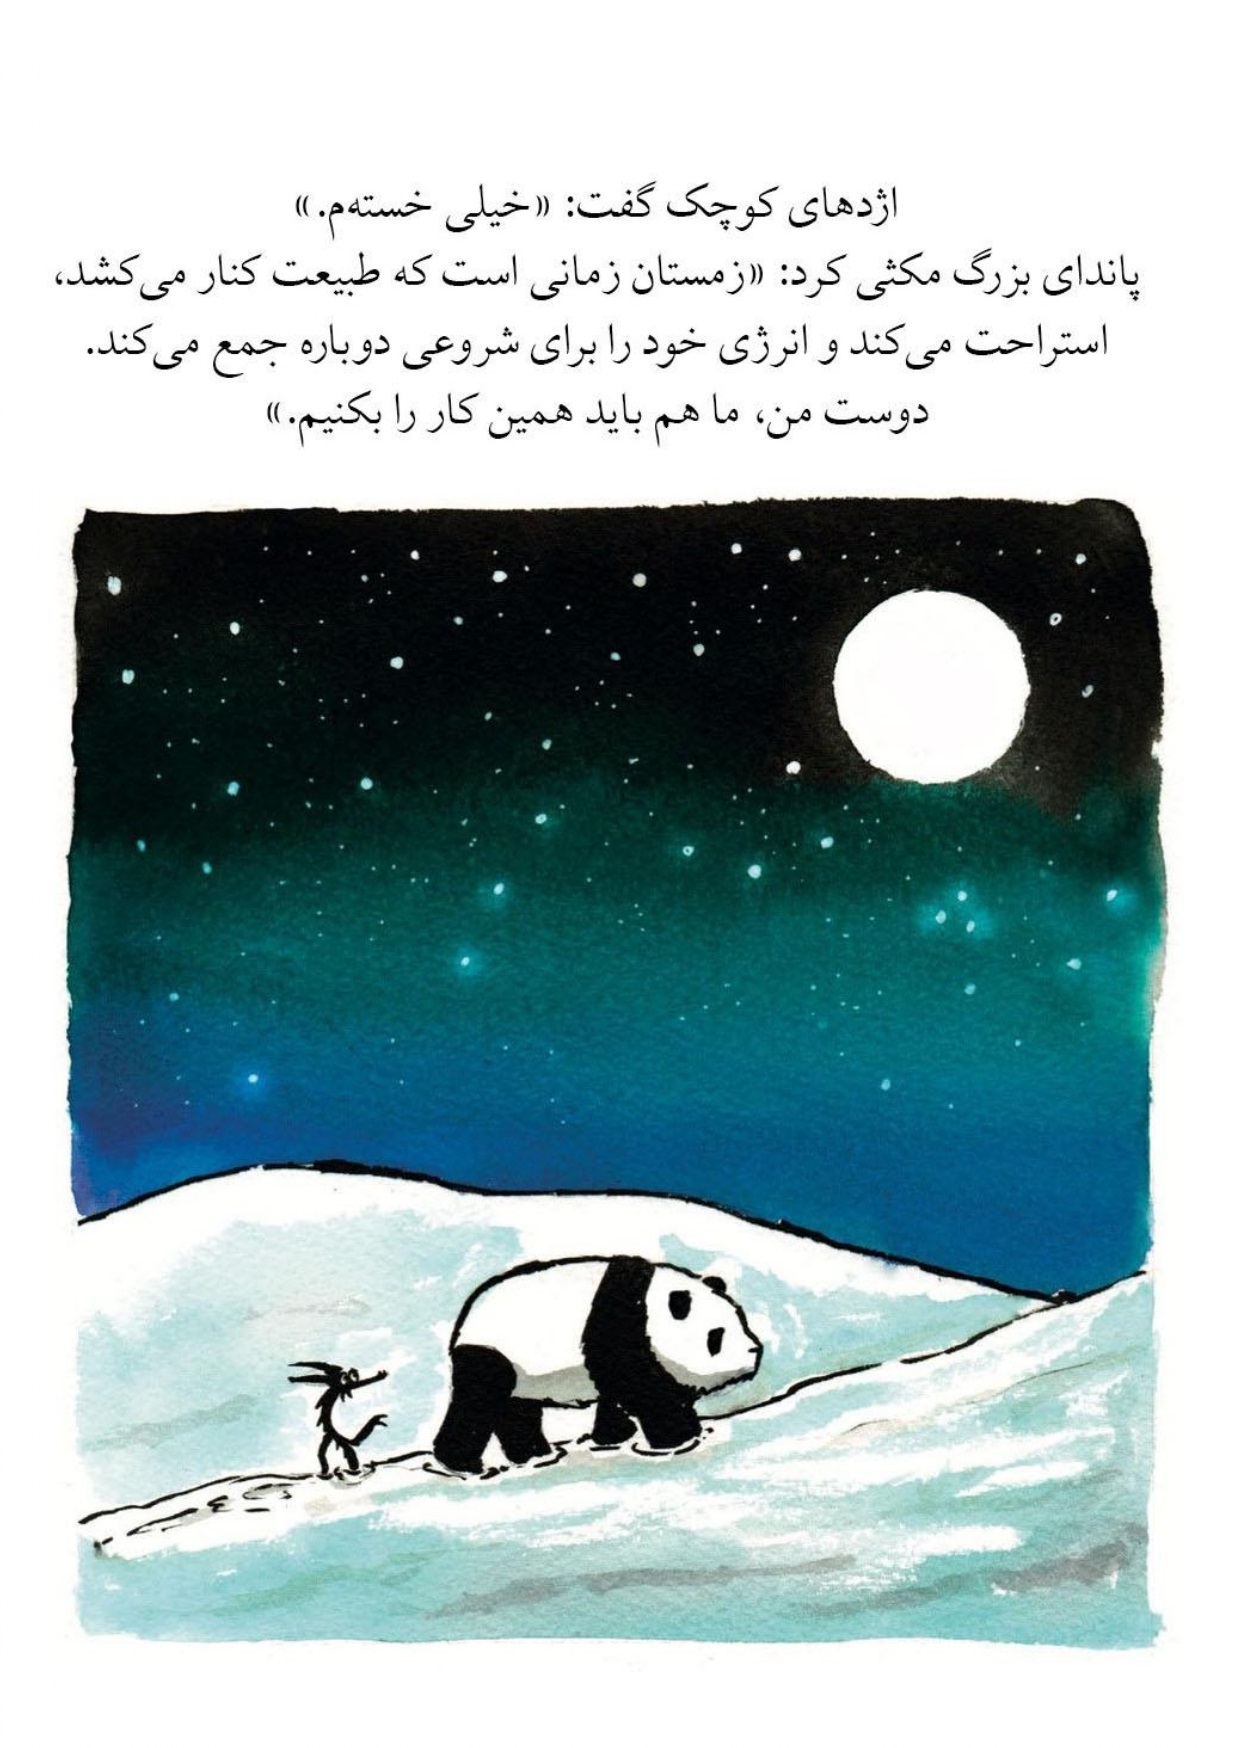 اژدهای کوچک گفت: «خیلی خسته‌م.»
پاندای بزرگ مکثی کرد: «زمستان زمانی است که طبیعت کنار می‌کشد،
استراحت می‌کند و انرژی خود را برای شروعی دوباره جمع می‌کند.
دوست من، ما هم باید همین کار را بکنیم.»